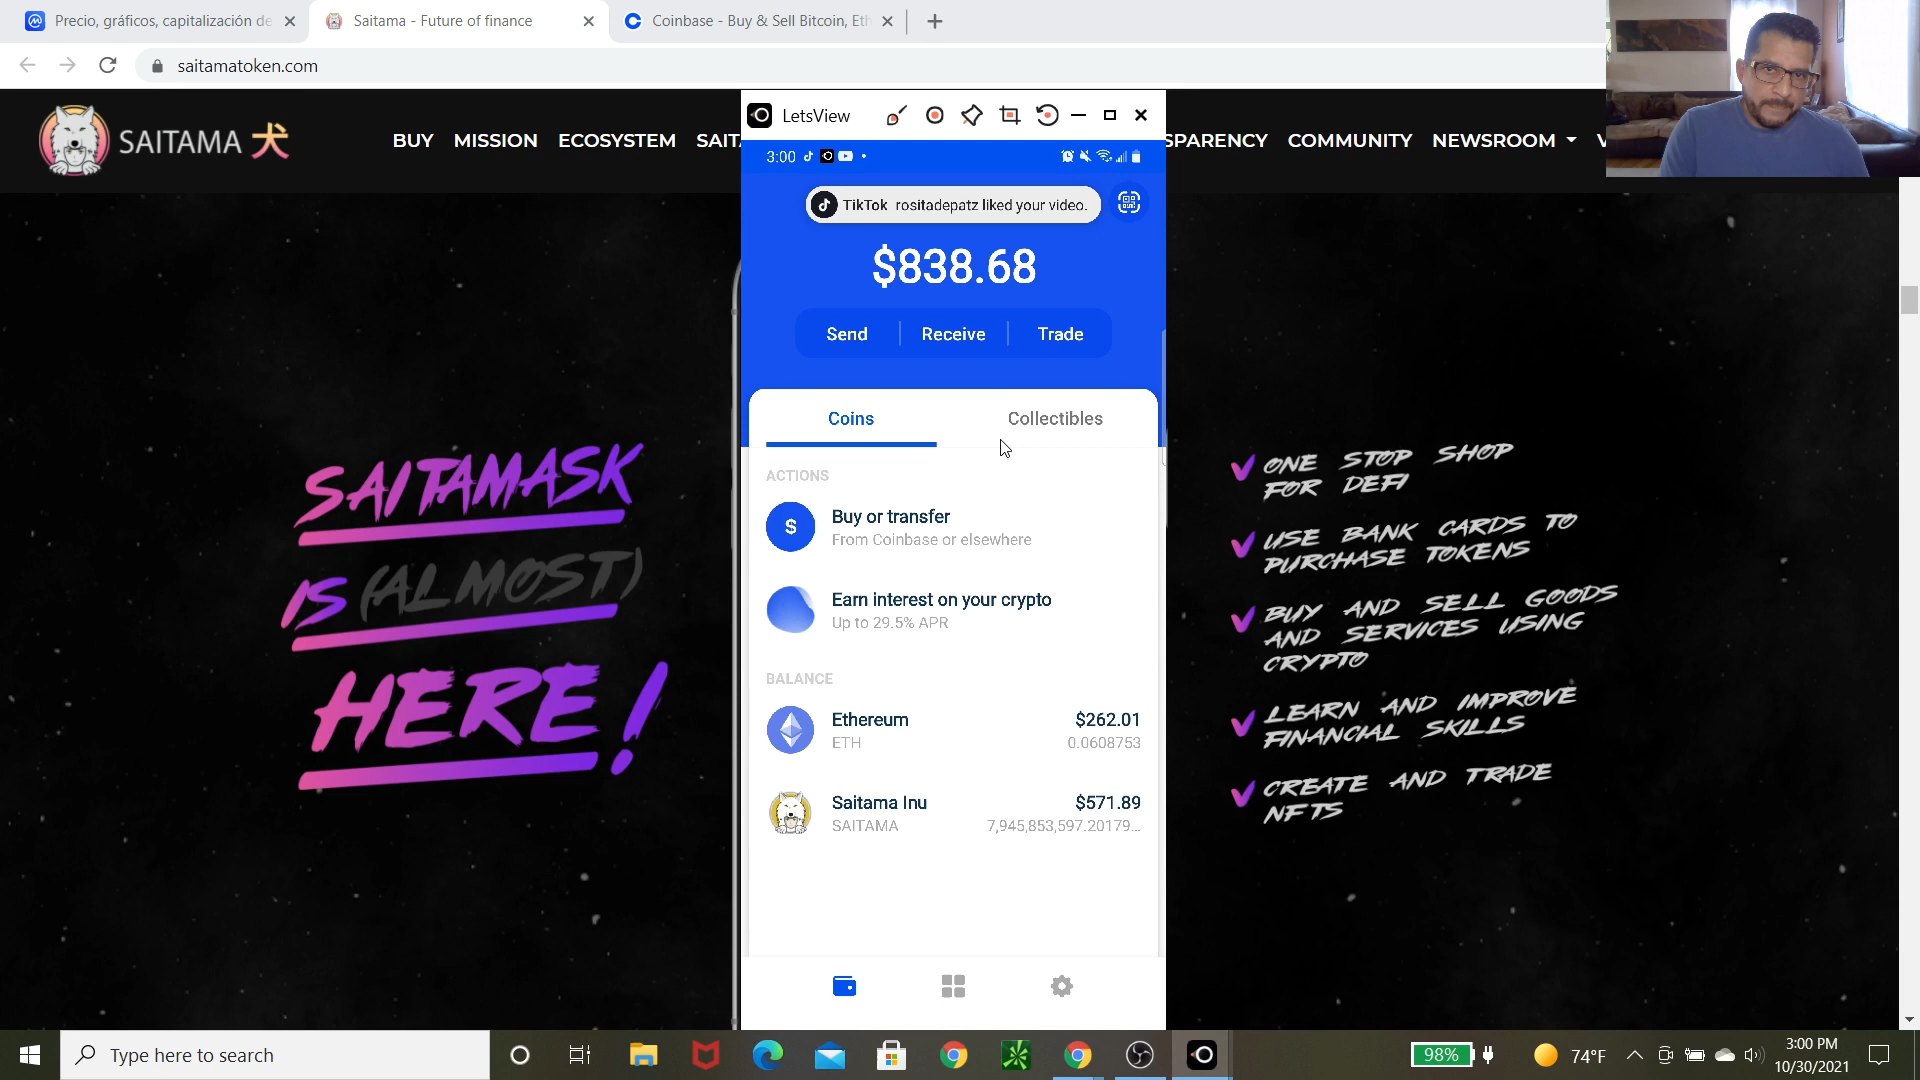 Precio, gráficos, capitalización de
Saitama - Future of finance
Coinbase - Buy & Sell Bitcoin, Eth
saitamatoken.com
SAITAMA 犬
BUY MISSION ECOSYSTEM SAIT
SPARENCY COMMUNITY NEWSROOM V
LetsView
3:00
TikTok rositadepatz liked your video.
$838.68
Send Receive Trade
Coins Collectibles
ACTIONS
$
Buy or transfer
From Coinbase or elsewhere
Earn interest on your crypto
Up to 29.5% APR
BALANCE
Ethereum $262.01
ETH 0.0608753
Saitama Inu $571.89
SAITAMA 7,945,853,597.20179...
SAITAMASK
IS (ALMOST)
HERE!
ONE STOP SHOP
FOR DEFI
USE BANK CARDS TO
PURCHASE TOKENS
BUY AND SELL GOODS
AND SERVICES USING
CRYPTO
LEARN AND IMPROVE
FINANCIAL SKILLS
CREATE AND TRADE
NFTS
Type here to search
98%
74°F
3:00 PM
10/30/2021